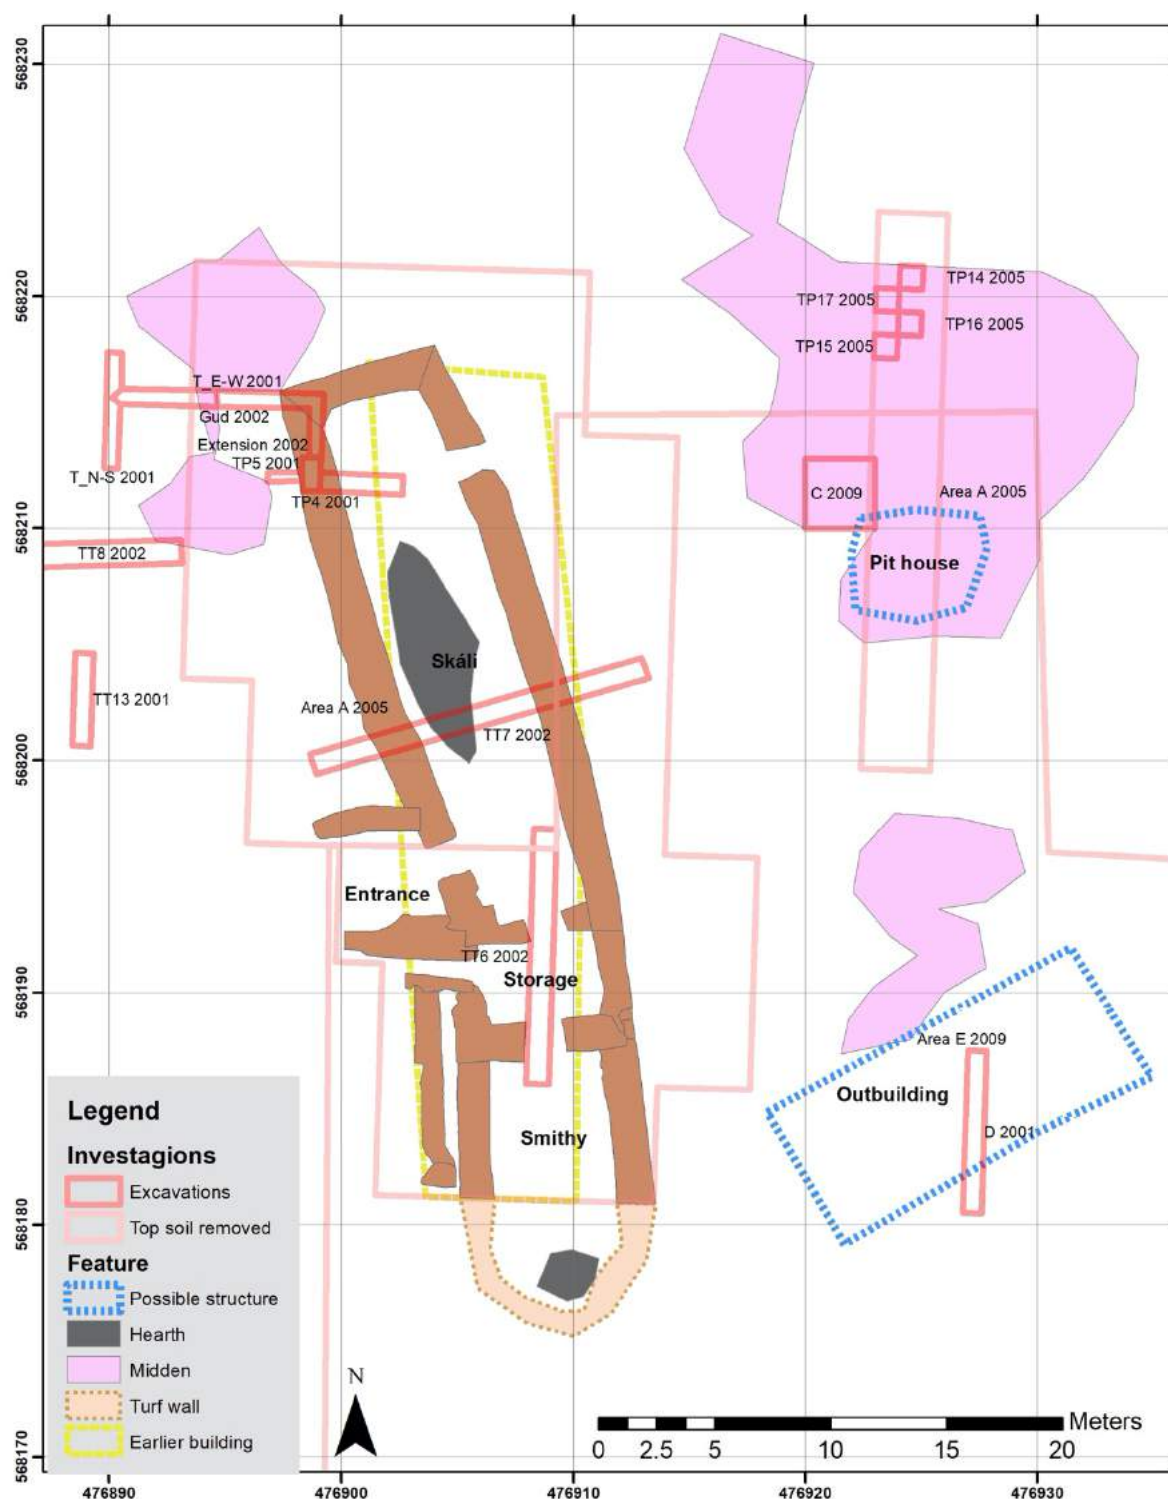 568230
568220
568210
568200
568190
568180
568170
TP14 2005
TP17 2005
TP16 2005
TP15 2005
T_E-W 2001
Gud 2002
Extension 2002
TP5 2001
T_N-S 2001
TP4 2001
C 2009
Area A 2005
TT8 2002
Pit house
Skáli
TT13 2001
Area A 2005
TT7 2002
Entrance
TT6 2002
Storage
Area E 2009
Outbuilding
D 2001
Smithy
Legend
Investagions
Excavations
Top soil removed
Feature
Possible structure
Hearth
Midden
Turf wall
Earlier building
N
Meters
0 2.5 5 10 15 20
476890 476900 476910 476920 476930